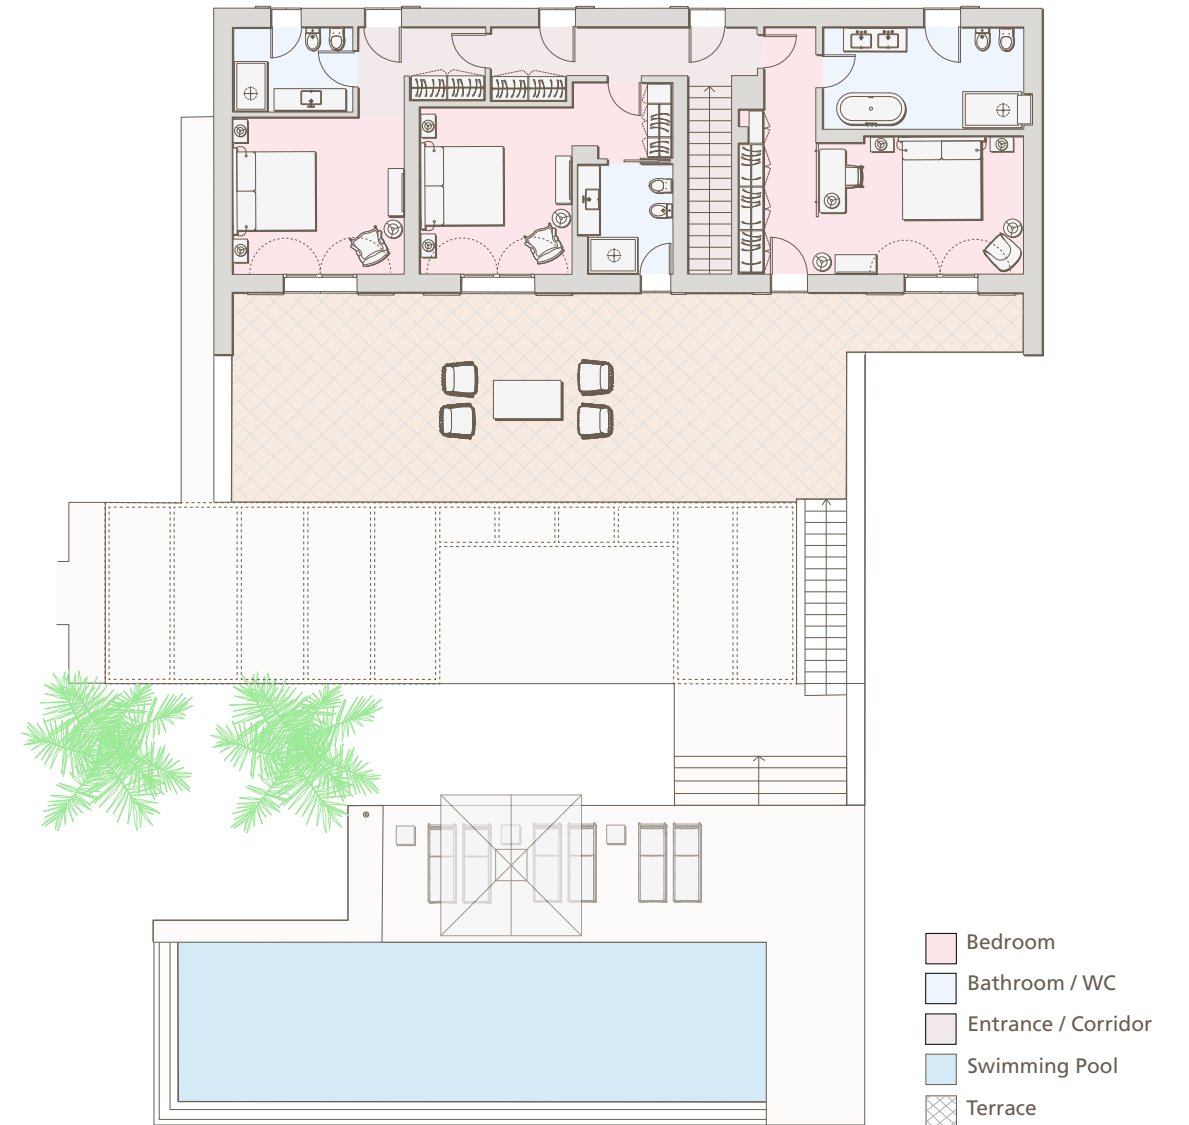 Bedroom
Bathroom / WC
Entrance / Corridor
Swimming Pool
Terrace